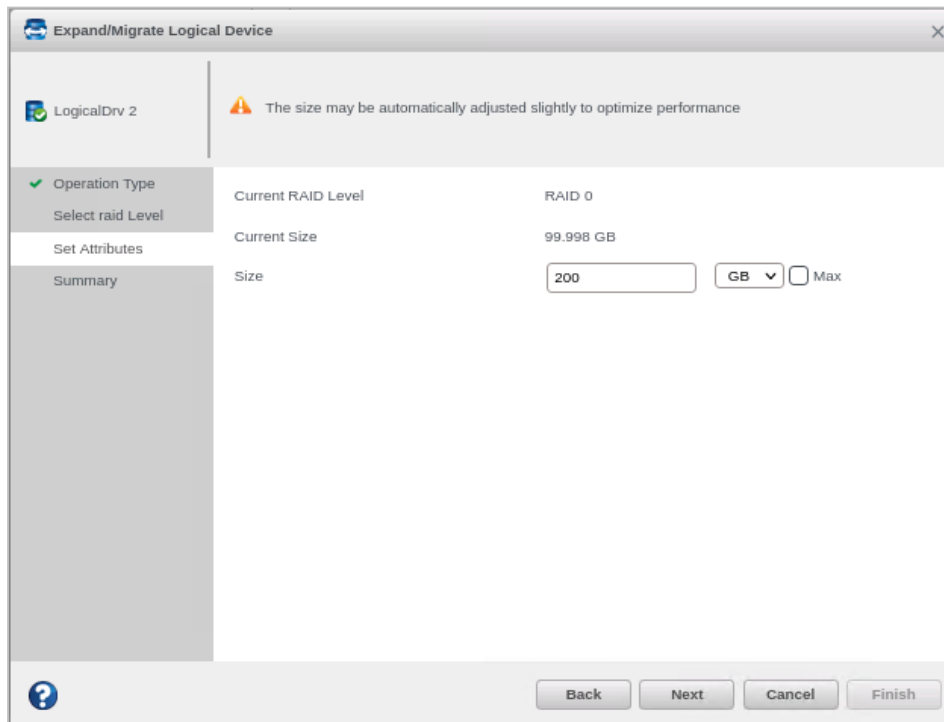 Expand/Migrate Logical Device
LogicalDrv 2
The size may be automatically adjusted slightly to optimize performance
Operation Type
Select raid Level
Set Attributes
Summary
Current RAID Level RAID 0
Current Size 99.998 GB
Size 200 GB Max
Back Next Cancel Finish